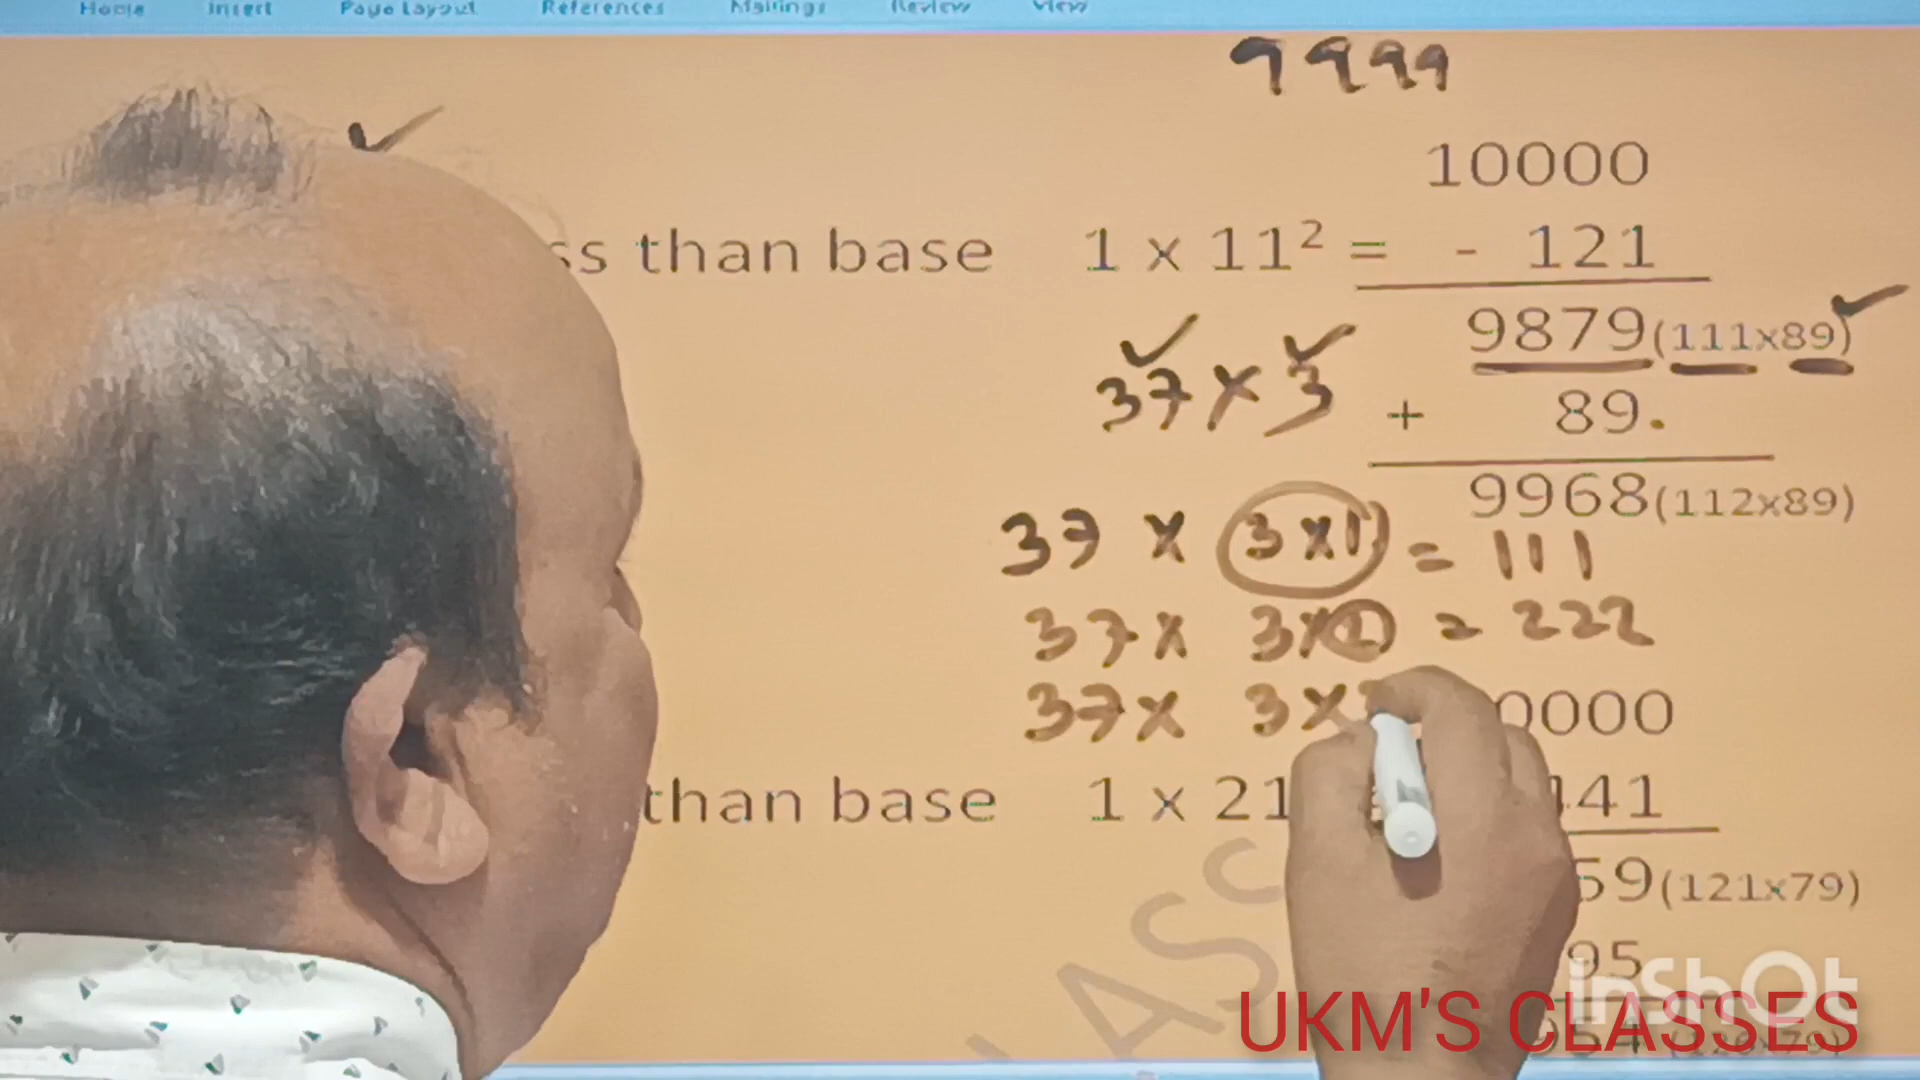 Home Insert Page Layout References Mailings Review View
9999
10000
than base 1 x 11² = - 121
9879(111x89)
37 x 3
+ 89.
9968(112x89)
37 x 3x1 = 111
37 x 3x2 = 222
37 x 3x
0000
than base 1 x 21 41
59(121x79)
95
InShOt
UKM'S CLASSES